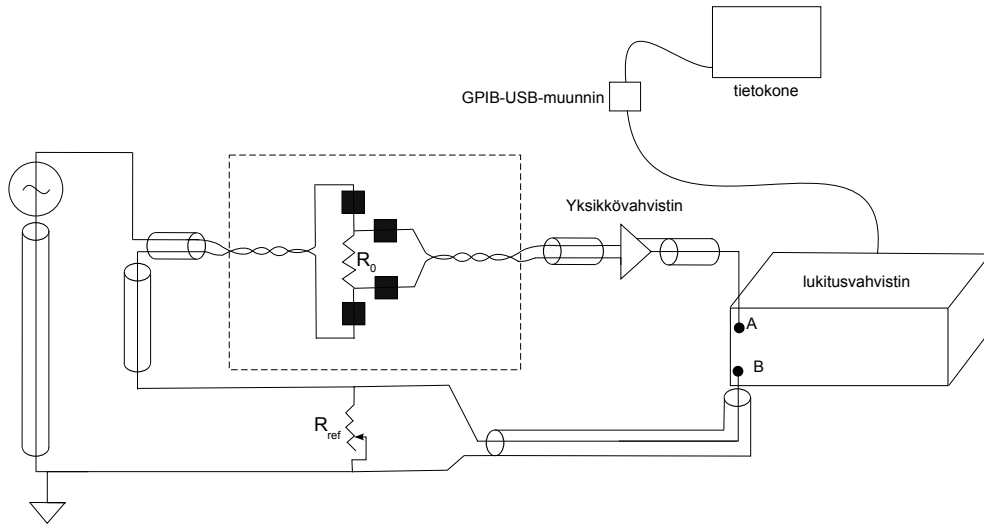 tietokone
GPIB-USB-muunnin
Yksikkövahvistin
R0
lukitusvahvistin
A
B
Rref